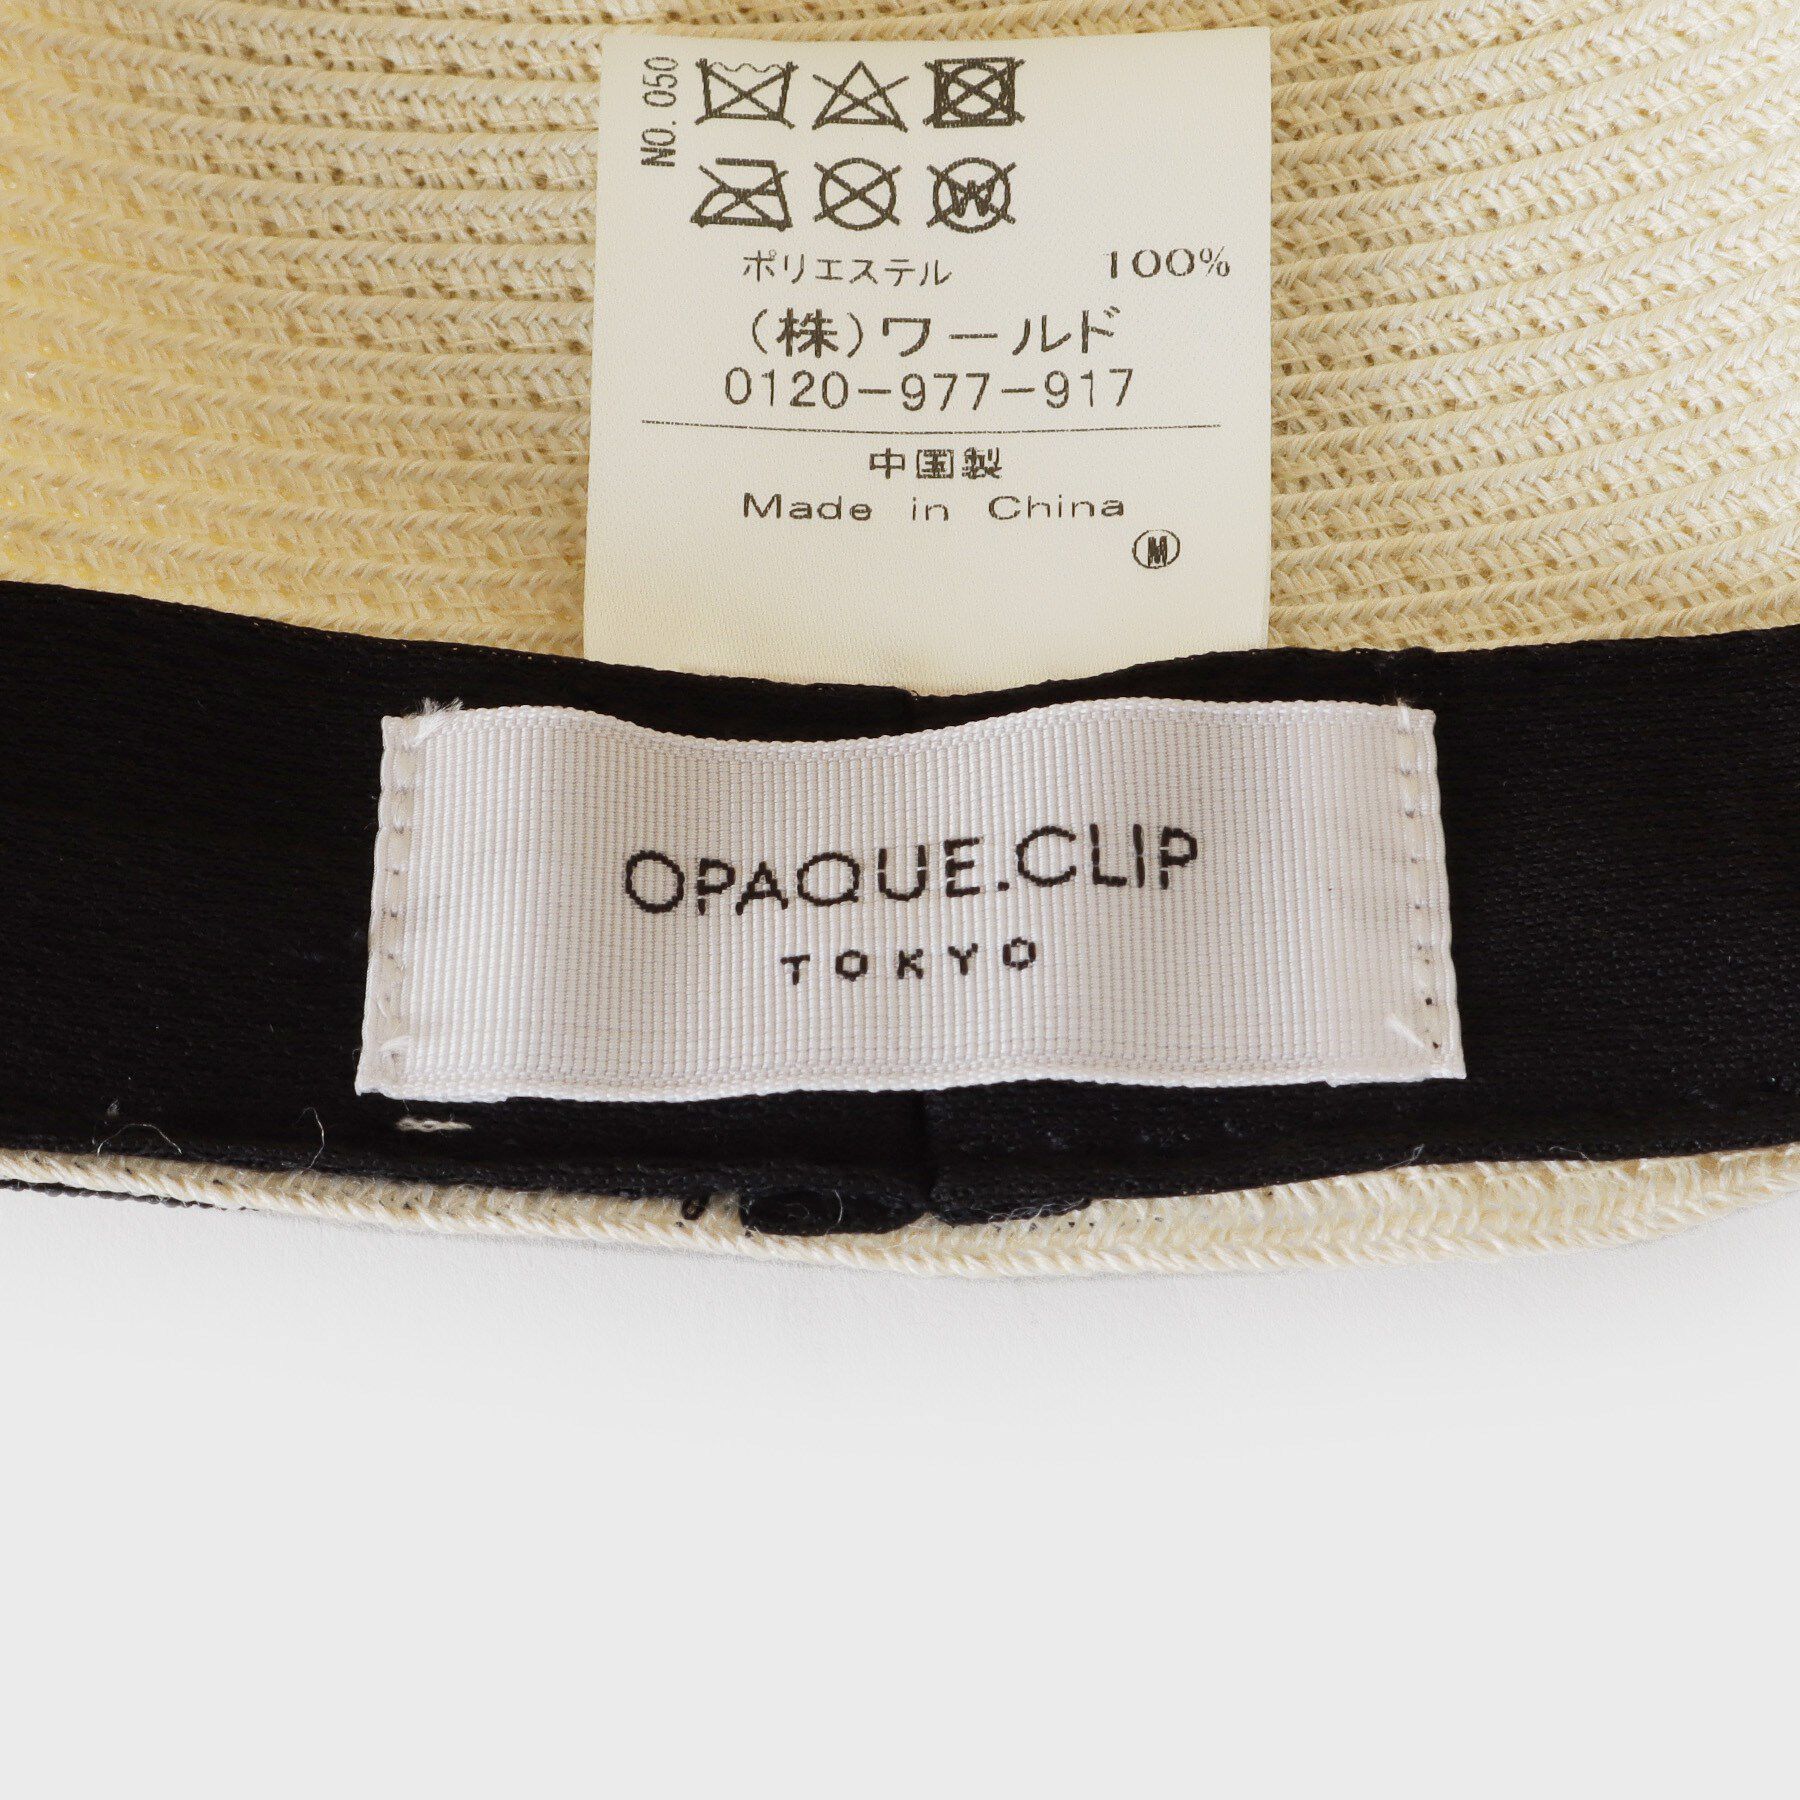 NO. 050
W
ポリエステル 100%
(株)ワールド
0120-977-917
中国製
Made in China
M
OPAQUE.CLIP
TOKYO